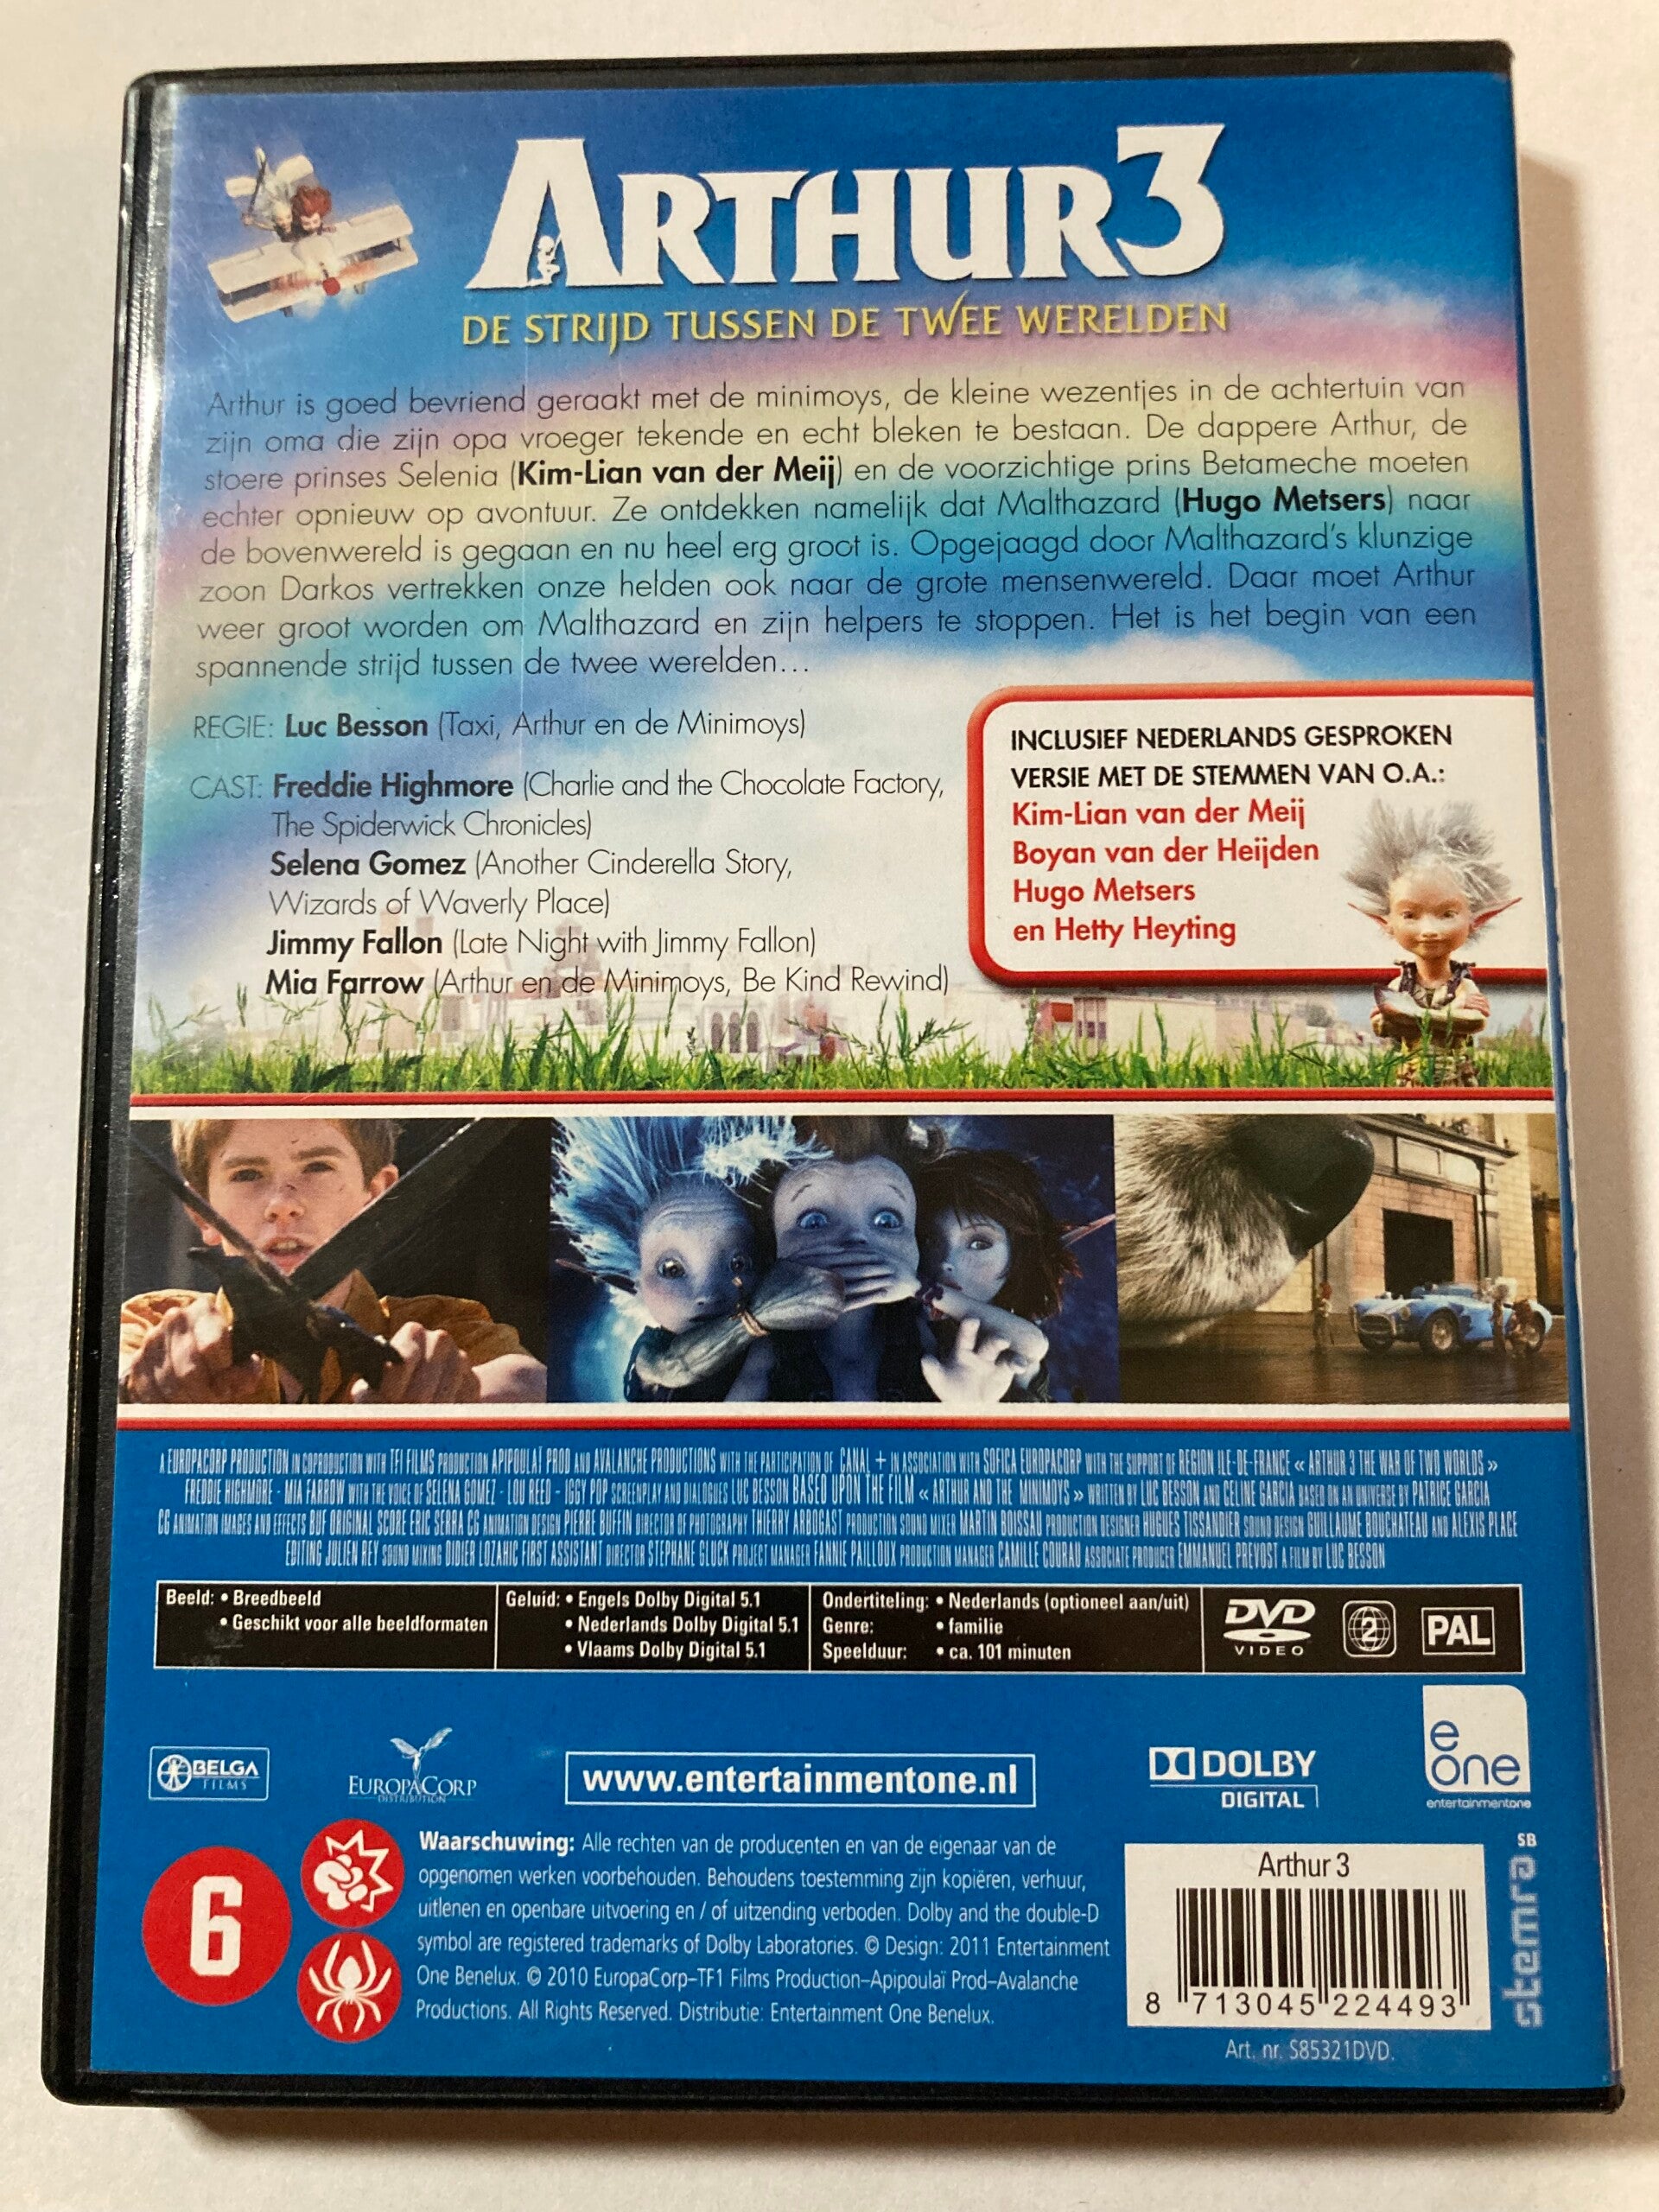 ARTHUR 3
DE STRIJD TUSSEN DE TWEE WERELDEN
Arthur is goed bevriend geraakt met de minimoys, de kleine wezentjes in de achtertuin van
zijn oma die zijn opa vroeger tekende en echt bleken te bestaan. De dappere Arthur, de
stoere prinses Selenia (Kim-Lian van der Meij) en de voorzichtige prins Betameche moeten
echter opnieuw op avontuur. Ze ontdekken namelijk dat Malthazard (Hugo Metsers) naar
de bovenwereld is gegaan en nu heel erg groot is. Opgejaagd door Malthazard's klunzige
zoon Darkos vertrekken onze helden ook naar de grote mensenwereld. Daar moet Arthur
weer groot worden om Malthazard en zijn helpers te stoppen. Het is het begin van een
spannende strijd tussen de twee werelden...
REGIE: Luc Besson (Taxi, Arthur en de Minimoys)
CAST: Freddie Highmore (Charlie and the Chocolate Factory,
The Spiderwick Chronicles)
Selena Gomez (Another Cinderella Story,
Wizards of Waverly Place)
Jimmy Fallon (Late Night with Jimmy Fallon)
Mia Farrow (Arthur en de Minimoys, Be Kind Rewind)
INCLUSIEF NEDERLANDS GESPROKEN
VERSIE MET DE STEMMEN VAN O.A.:
Kim-Lian van der Meij
Boyan van der Heijden
Hugo Metsers
en Hetty Heyting
A EUROPACORP PRODUCTION IN COPRODUCTION WITH TF1 FILMS PRODUCTION APIPOULAÏ PROD AND AVALANCHE PRODUCTIONS WITH THE PARTICIPATION OF CANAL + IN ASSOCIATION WITH SOFICA EUROPACORP WITH THE SUPPORT OF REGION ILE-DE-FRANCE « ARTHUR 3 THE WAR OF TWO WORLDS »
FREDDIE HIGHMORE - MIA FARROW WITH THE VOICE OF SELENA GOMEZ - LOU REED - IGGY POP SCREENPLAY AND DIALOGUES LUC BESSON BASED UPON THE FILM « ARTHUR AND THE MINIMOYS » WRITTEN BY LUC BESSON AND CELINE GARCIA BASED ON AN UNIVERSE BY PATRICE GARCIA
CG ANIMATION IMAGES AND EFFECTS BUF ORIGINAL SCORE ERIC SERRA CG ANIMATION DESIGN PIERRE BUFFIN DIRECTOR OF PHOTOGRAPHY THIERRY ARBOGAST PRODUCTION SOUND MIXER MARTIN BOISSAU PRODUCTION DESIGNER HUGUES TISSANDIER SOUND DESIGN GUILLAUME BOUCHATEAU AND ALEXIS PLACE
EDITING JULIEN REY SOUND MIXING DIDIER LOZAHIC FIRST ASSISTANT DIRECTOR STEPHANE GLUCK PROJECT MANAGER FANNIE PAILLOUX PRODUCTION MANAGER CAMILLE COURAU ASSOCIATE PRODUCER EMMANUEL PREVOST A FILM BY LUC BESSON
Beeld: • Breedbeeld
• Geschikt voor alle beeldformaten
Geluid: • Engels Dolby Digital 5.1
• Nederlands Dolby Digital 5.1
• Vlaams Dolby Digital 5.1
Ondertiteling: • Nederlands (optioneel aan/uit)
Genre: • familie
Speelduur: • ca. 101 minuten
DVD
VIDEO
2
PAL
BELGA
FILMS
EUROPACORP
DISTRIBUTION
www.entertainmentone.nl
DOLBY
DIGITAL
e
one
entertainmentone
6
Waarschuwing: Alle rechten van de producenten en van de eigenaar van de
opgenomen werken voorbehouden. Behoudens toestemming zijn kopiëren, verhuur,
uitlenen en openbare uitvoering en / of uitzending verboden. Dolby and the double-D
symbol are registered trademarks of Dolby Laboratories. © Design: 2011 Entertainment
One Benelux. © 2010 EuropaCorp–TF1 Films Production–Apipoulaï Prod–Avalanche
Productions. All Rights Reserved. Distributie: Entertainment One Benelux.
Arthur 3
8 713045 224493
Art. nr. S85321DVD.
SB
stemra